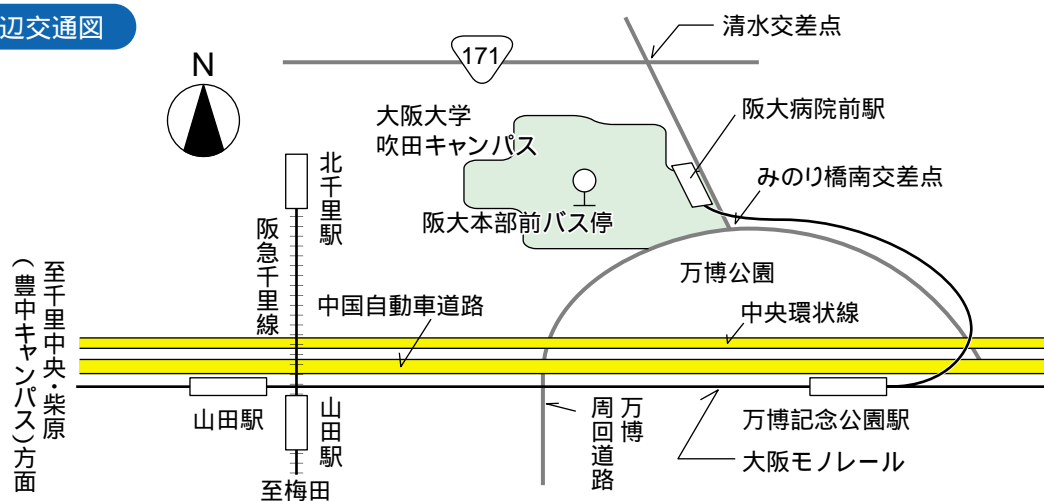 辺交通図
清水交差点
171
N
大阪大学
吹田キャンパス
阪大病院前駅
みのり橋南交差点
北千里駅
阪急千里線
阪大本部前バス停
万博公園
中国自動車道路
中央環状線
至千里中央・柴原
(豊中キャンパス)方面
山田駅
山田駅
至梅田
万博
周回道路
万博記念公園駅
大阪モノレール